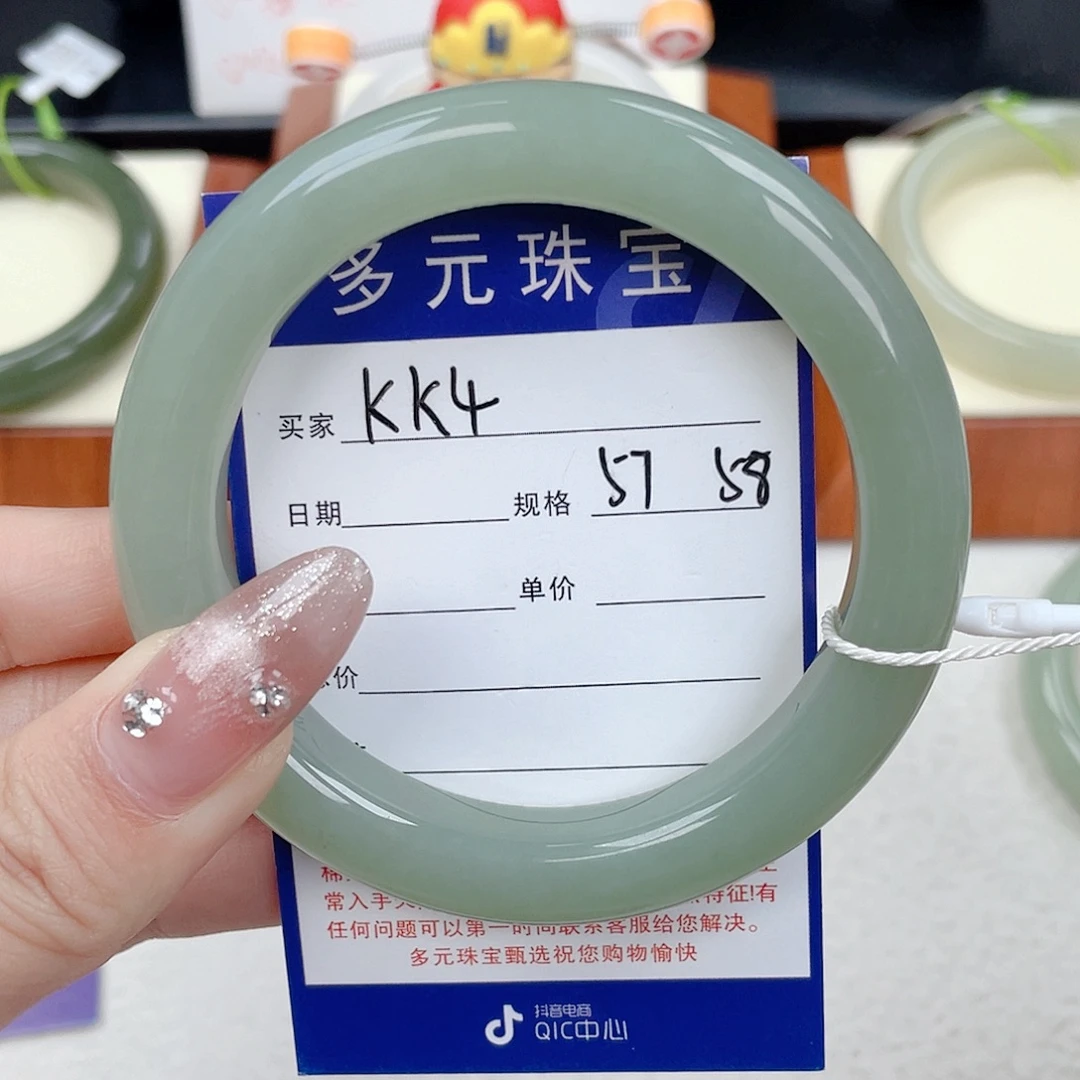 多元珠宝
买家 KK4
日期 规格 57 58
单价
价
常入手 特征!有
任何问题可以第一时间联系客服给您解决。
多元珠宝甄选祝您购物愉快
抖音电商
QIC中心